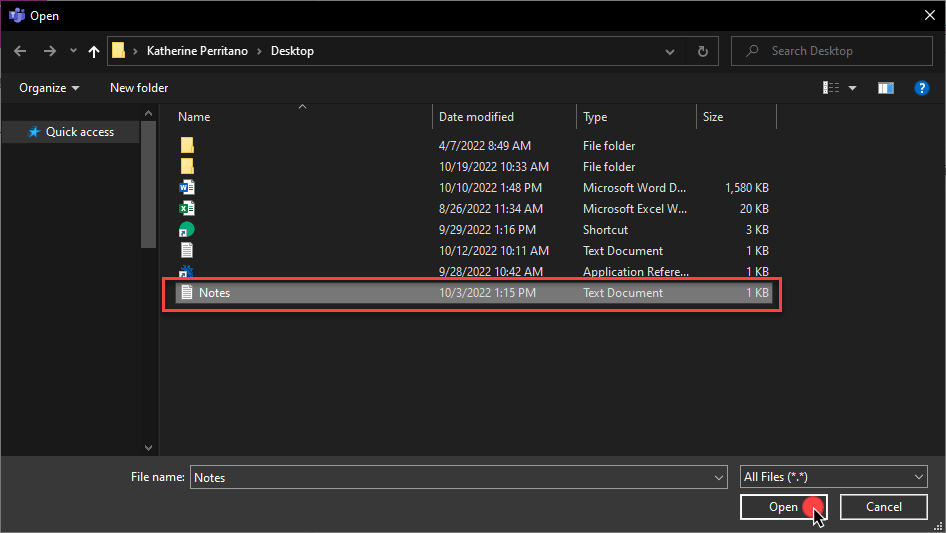 Open
Katherine Perritano > Desktop
Search Desktop
Organize New folder
Quick access
Name Date modified Type Size
4/7/2022 8:49 AM File folder
10/19/2022 10:33 AM File folder
10/10/2022 1:48 PM Microsoft Word D... 1,580 KB
8/26/2022 11:34 AM Microsoft Excel W... 20 KB
9/29/2022 1:16 PM Shortcut 3 KB
10/12/2022 10:11 AM Text Document 1 KB
9/28/2022 10:42 AM Application Refere... 1 KB
Notes 10/3/2022 1:15 PM Text Document 1 KB
File name: Notes All Files (*.*)
Open Cancel